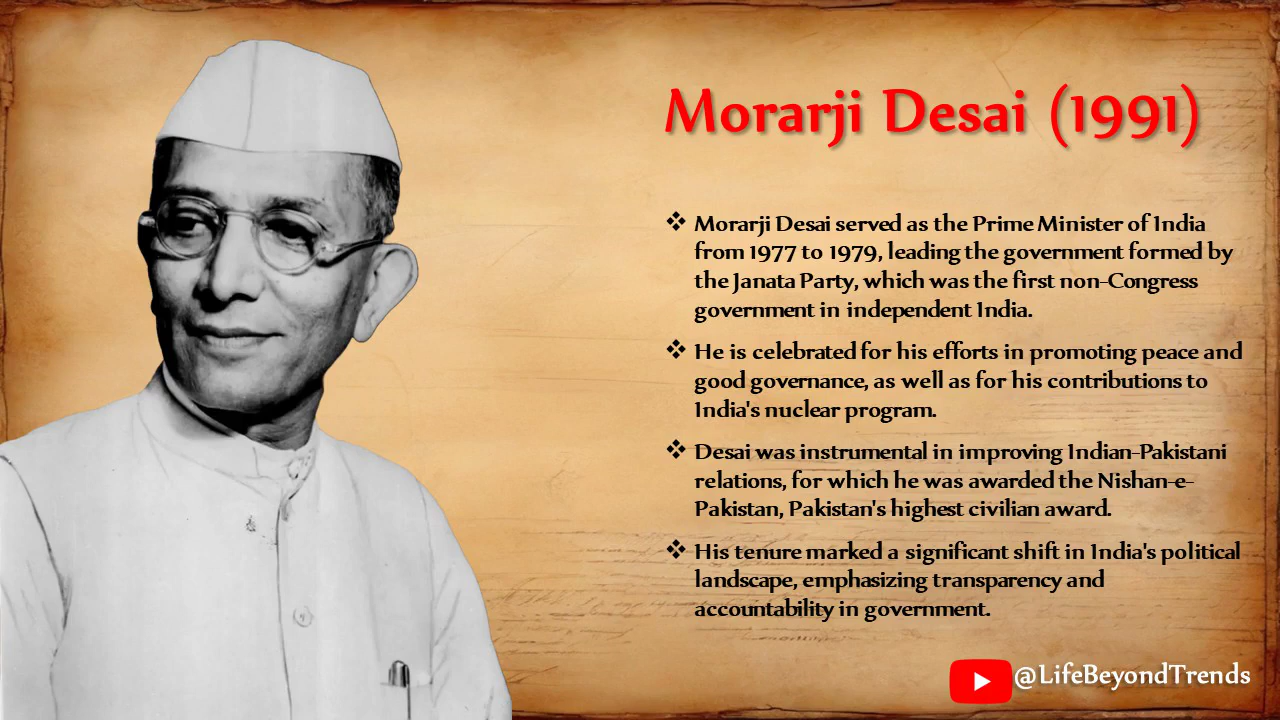 Morarji Desai (1991)
❖ Morarji Desai served as the Prime Minister of India
from 1977 to 1979, leading the government formed by
the Janata Party, which was the first non-Congress
government in independent India.
❖ He is celebrated for his efforts in promoting peace and
good governance, as well as for his contributions to
India's nuclear program.
❖ Desai was instrumental in improving Indian-Pakistani
relations, for which he was awarded the Nishan-e-
Pakistan, Pakistan's highest civilian award.
❖ His tenure marked a significant shift in India's political
landscape, emphasizing transparency and
accountability in government.
@LifeBeyondTrends